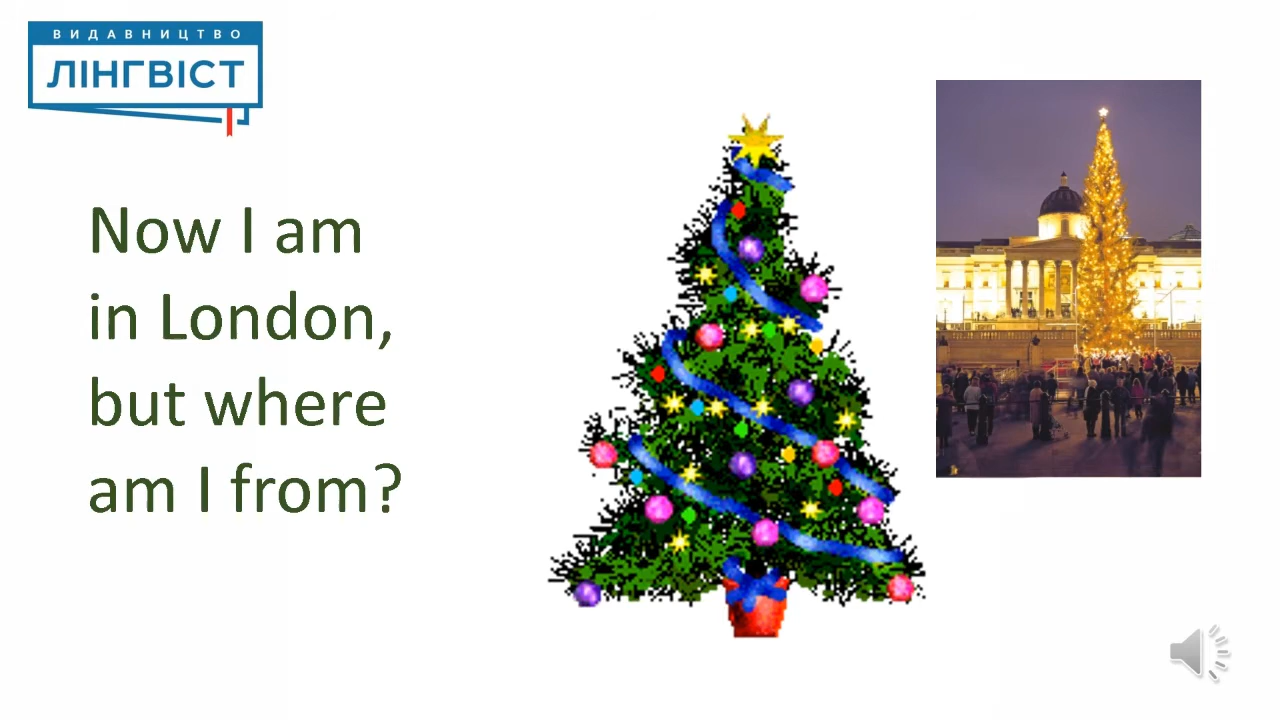 ВИДАВНИЦТВО
ЛІНГВІСТ
Now I am
in London,
but where
am I from?